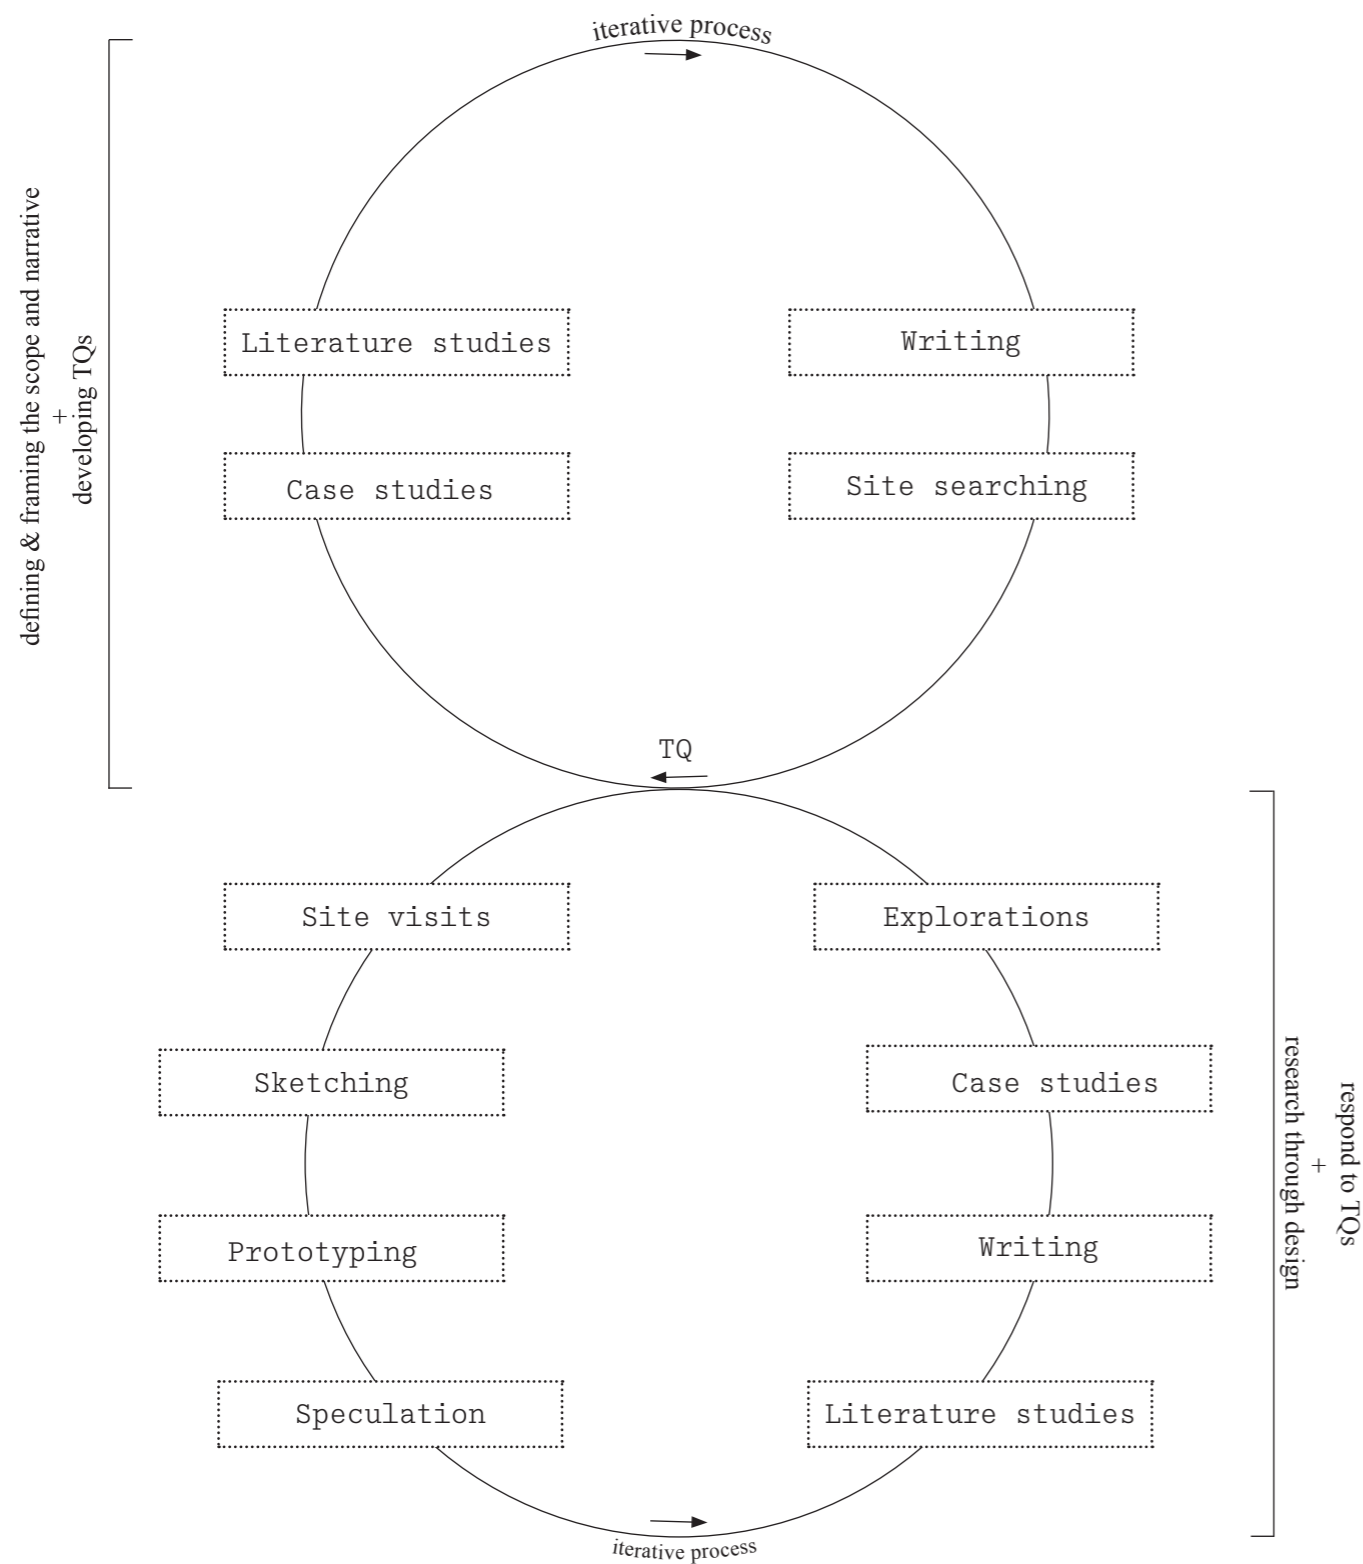 iterative process
defining & framing the scope and narrative
+
developing TQs
Literature studies
Writing
Case studies
Site searching
TQ
Site visits
Explorations
Sketching
Case studies
Prototyping
Writing
Speculation
Literature studies
respond to TQs
+
research through design
iterative process